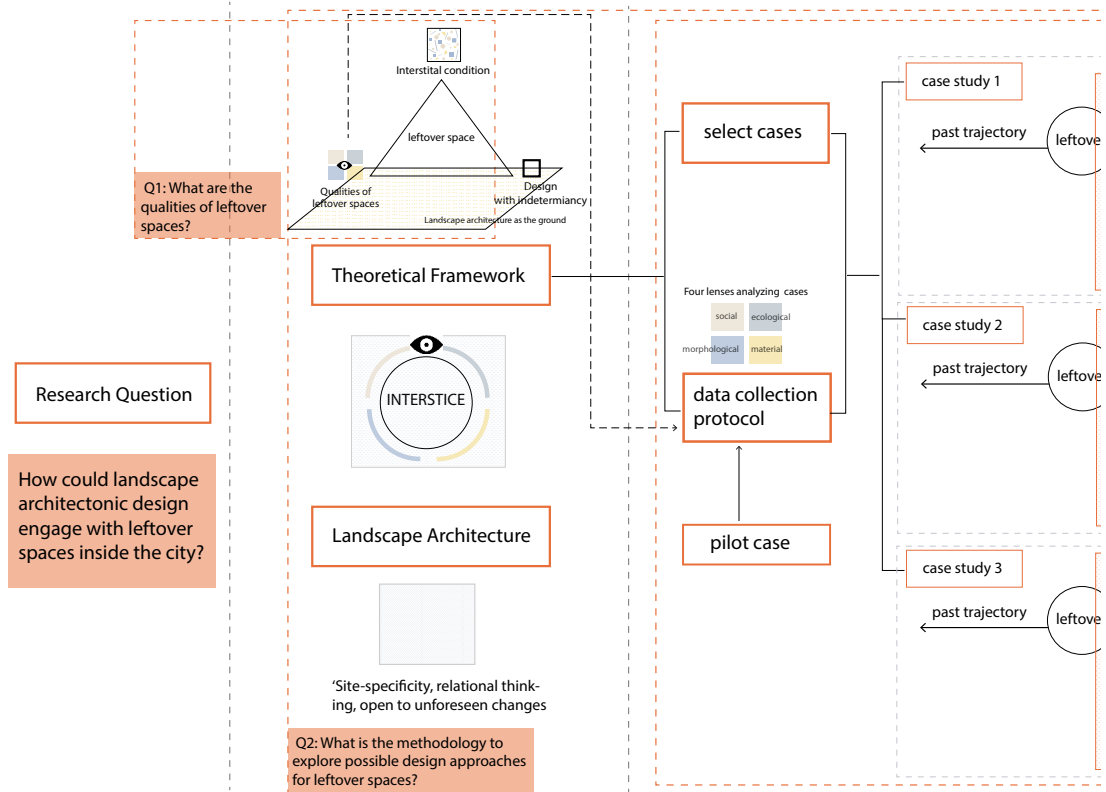 Research Question
How could landscape
architectonic design
engage with leftover
spaces inside the city?
Q1: What are the
qualities of leftover
spaces?
Interstital condition
leftover space
Qualities of
leftover spaces
Design
with indetermiancy
Landscape architecture as the ground
Theoretical Framework
INTERSTICE
Landscape Architecture
‘Site-specificity, relational think-
ing, open to unforeseen changes
Q2: What is the methodology to
explore possible design approaches
for leftover spaces?
select cases
Four lenses analyzing cases
social
ecological
morphological
material
data collection
protocol
pilot case
case study 1
past trajectory
leftover
case study 2
past trajectory
leftover
case study 3
past trajectory
leftover